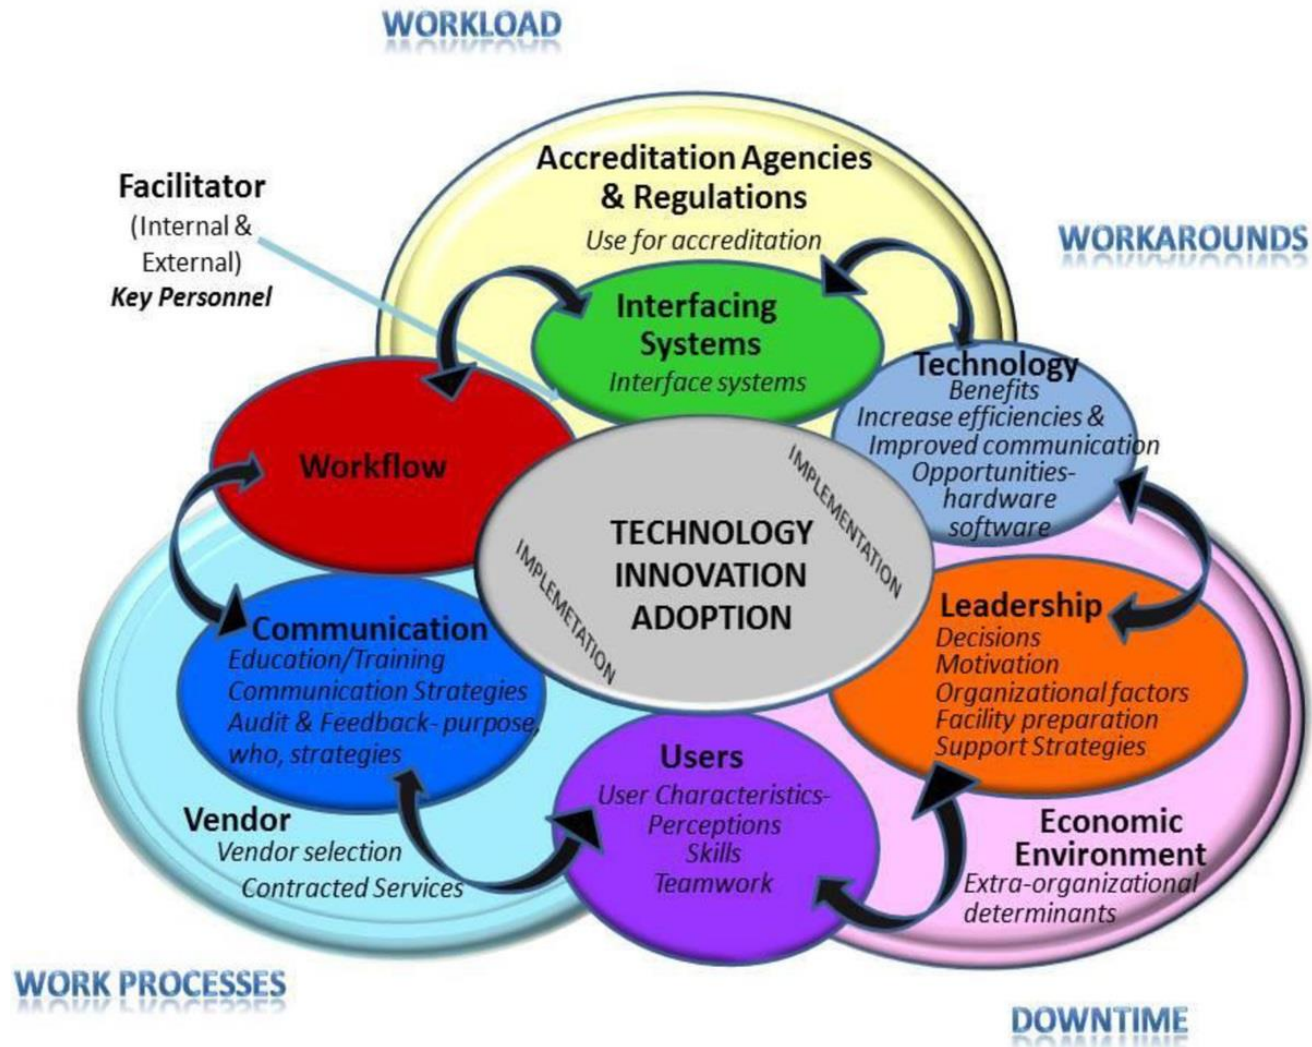 WORKLOAD
Accreditation Agencies
& Regulations
Use for accreditation
Facilitator
(Internal &
External)
Key Personnel
WORKAROUNDS
Interfacing
Systems
Interface systems
Technology
Benefits
Increase efficiencies &
Improved communication
Opportunities-
hardware
software
Workflow
IMPLEMENTATION
TECHNOLOGY
INNOVATION
ADOPTION
IMPLEMETATION
Communication
Education/Training
Communication Strategies
Audit & Feedback- purpose,
who, strategies
Leadership
Decisions
Motivation
Organizational factors
Facility preparation
Support Strategies
Users
User Characteristics-
Perceptions
Skills
Teamwork
Vendor
Vendor selection
Contracted Services
Economic
Environment
Extra-organizational
determinants
WORK PROCESSES
DOWNTIME